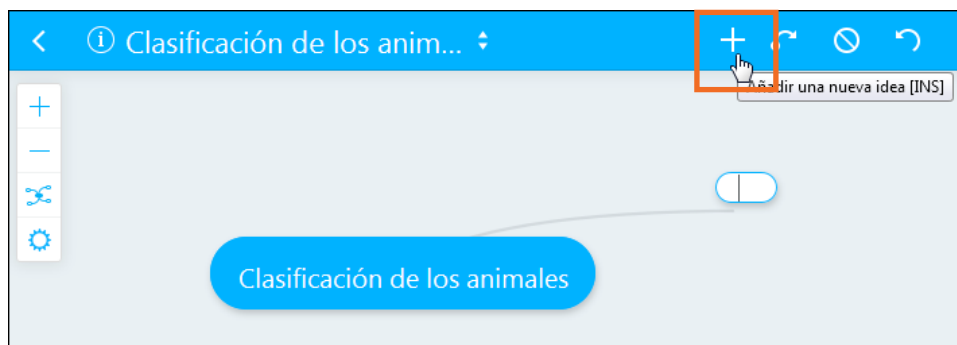 Clasificación de los anim...
Añadir una nueva idea [INS]
Clasificación de los animales